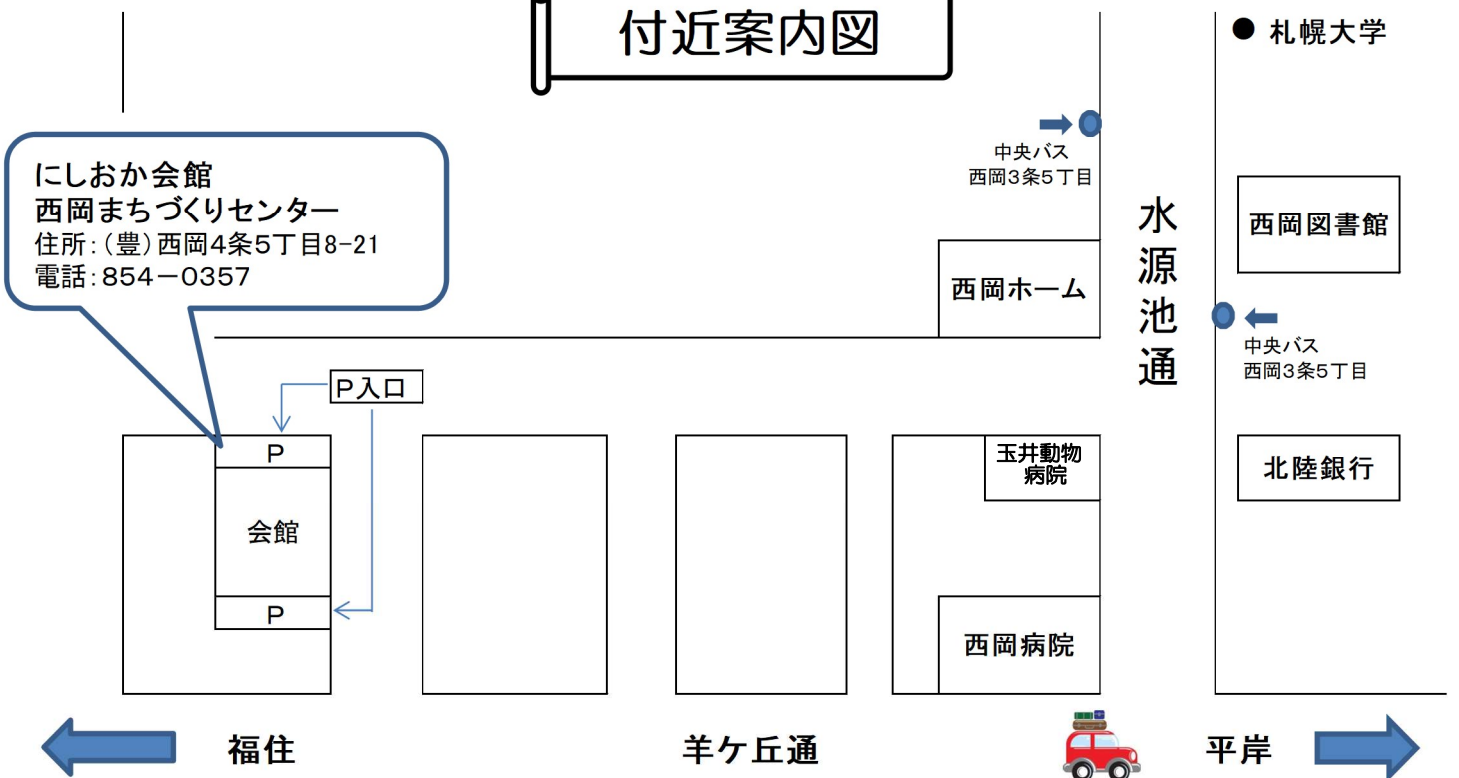 付近案内図
● 札幌大学
中央バス
西岡3条5丁目
にしおか会館
西岡まちづくりセンター
住所:(豊)西岡4条5丁目8-21
電話:854-0357
水源池通
西岡図書館
西岡ホーム
中央バス
西岡3条5丁目
P入口
P
会館
P
玉井動物
病院
北陸銀行
西岡病院
福住
羊ケ丘通
平岸